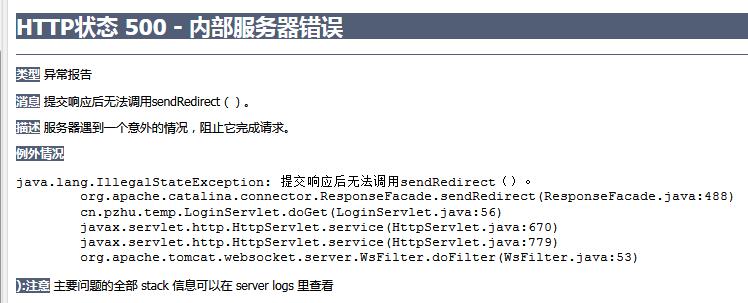 HTTP状态 500 - 内部服务器错误
类型 异常报告
消息 提交响应后无法调用sendRedirect（）。
描述 服务器遇到一个意外的情况，阻止它完成请求。
例外情况
java.lang.IllegalStateException: 提交响应后无法调用sendRedirect（）。
org.apache.catalina.connector.ResponseFacade.sendRedirect(ResponseFacade.java:488)
cn.pzhu.temp.LoginServlet.doGet(LoginServlet.java:56)
javax.servlet.http.HttpServlet.service(HttpServlet.java:670)
javax.servlet.http.HttpServlet.service(HttpServlet.java:779)
org.apache.tomcat.websocket.server.WsFilter.doFilter(WsFilter.java:53)
):注意 主要问题的全部 stack 信息可以在 server logs 里查看